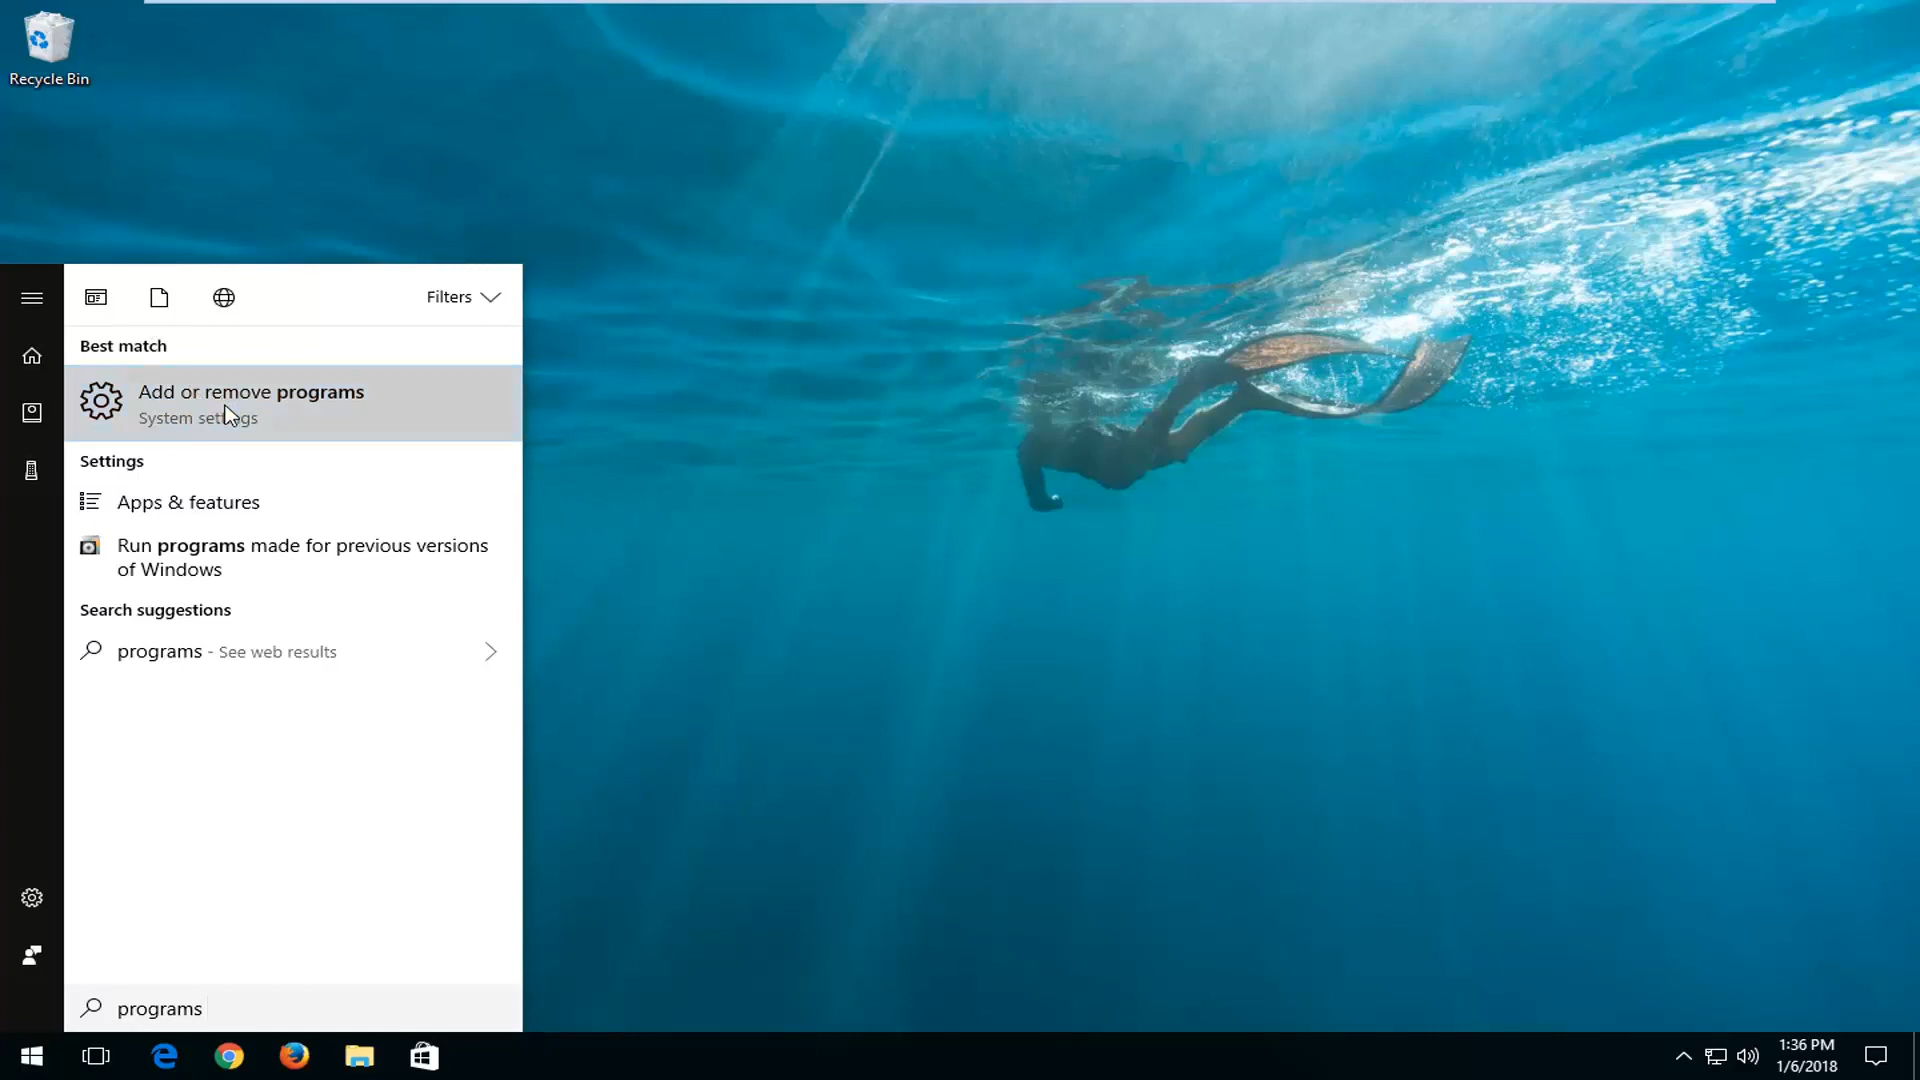 Recycle Bin
Filters
Best match
Add or remove programs
System settings
Settings
Apps & features
Run programs made for previous versions
of Windows
Search suggestions
programs - See web results
programs
1:36 PM
1/6/2018